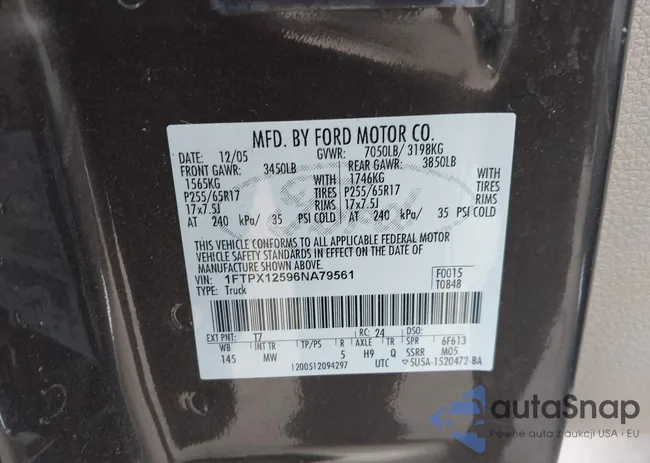 MFD. BY FORD MOTOR CO.
DATE: 12/05 GVWR: 7050LB/ 3198KG
FRONT GAWR: 3450LB REAR GAWR: 3850LB
1565KG WITH 1746KG WITH
P255/65R17 TIRES P255/65R17 TIRES
17x7.5J RIMS 17x7.5J RIMS
AT 240 kPa/ 35 PSI COLD AT 240 kPa/ 35 PSI COLD
THIS VEHICLE CONFORMS TO ALL APPLICABLE FEDERAL MOTOR
VEHICLE SAFETY STANDARDS IN EFFECT ON THE DATE OF
MANUFACTURE SHOWN ABOVE.
VIN: 1FTPX12596NA79561 F0015
TYPE: Truck T0848
EXT PNT: T7 RC: 24 DSO:
WB INT TR TP/PS R AXLE TR SPR 6F613
145 MW 5 H9 Q SSRR M05
1200512094297 UTC ▽5U5A-1520472-BA
Ford
autaSnap
Pewne auta z aukcji USA i EU